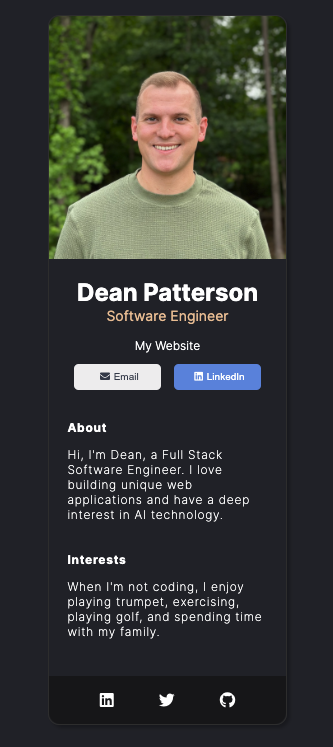 Dean Patterson
Software Engineer
My Website
Email
LinkedIn
About
Hi, I'm Dean, a Full Stack
Software Engineer. I love
building unique web
applications and have a deep
interest in AI technology.
Interests
When I'm not coding, I enjoy
playing trumpet, exercising,
playing golf, and spending time
with my family.